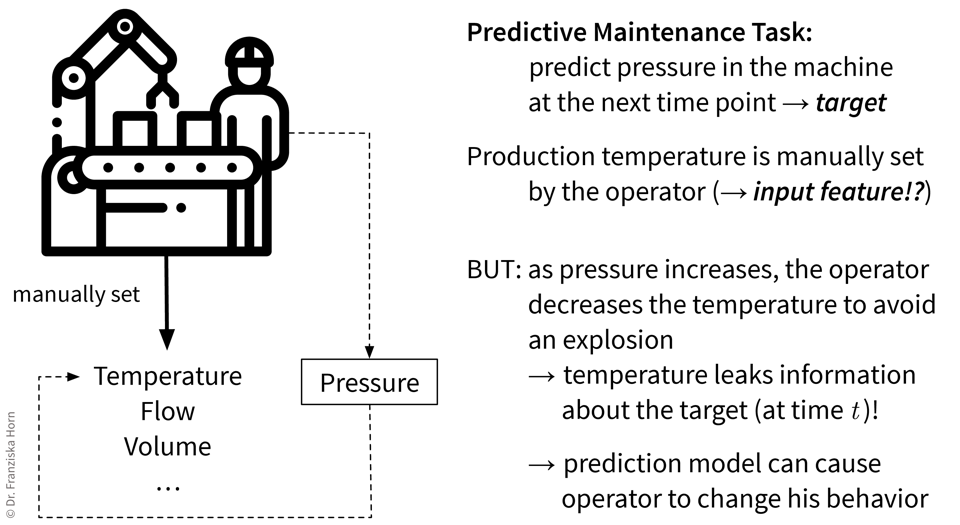 Predictive Maintenance Task:
predict pressure in the machine
at the next time point → target
Production temperature is manually set
by the operator (→ input feature!?)
BUT: as pressure increases, the operator
decreases the temperature to avoid
an explosion
→ temperature leaks information
about the target (at time t)!
→ prediction model can cause
operator to change his behavior
manually set
Temperature
Flow
Volume
...
Pressure
© Dr. Franziska Horn